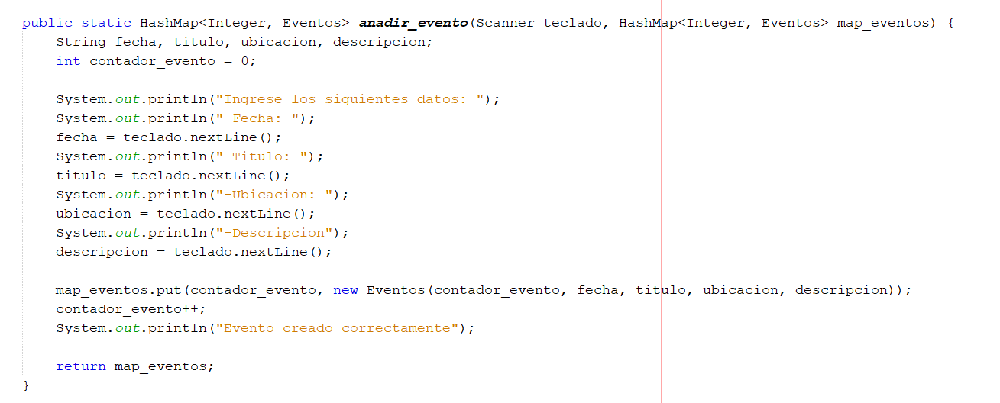 public static HashMap<Integer, Eventos> anadir_evento(Scanner teclado, HashMap<Integer, Eventos> map_eventos) {
    String fecha, titulo, ubicacion, descripcion;
    int contador_evento = 0;

    System.out.println("Ingrese los siguientes datos: ");
    System.out.println("-Fecha: ");
    fecha = teclado.nextLine();
    System.out.println("-Titulo: ");
    titulo = teclado.nextLine();
    System.out.println("-Ubicacion: ");
    ubicacion = teclado.nextLine();
    System.out.println("-Descripcion");
    descripcion = teclado.nextLine();

    map_eventos.put(contador_evento, new Eventos(contador_evento, fecha, titulo, ubicacion, descripcion));
    contador_evento++;
    System.out.println("Evento creado correctamente");

    return map_eventos;
}